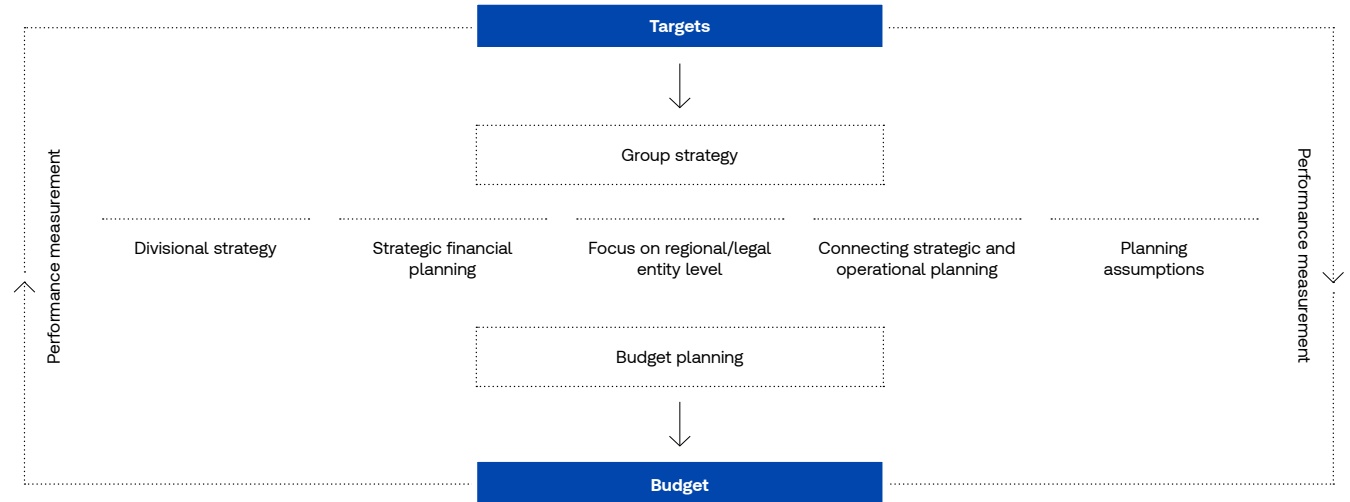 Targets
Group strategy
Performance measurement
Performance measurement
Divisional strategy
Strategic financial
planning
Focus on regional/legal
entity level
Connecting strategic and
operational planning
Planning
assumptions
Budget planning
Budget